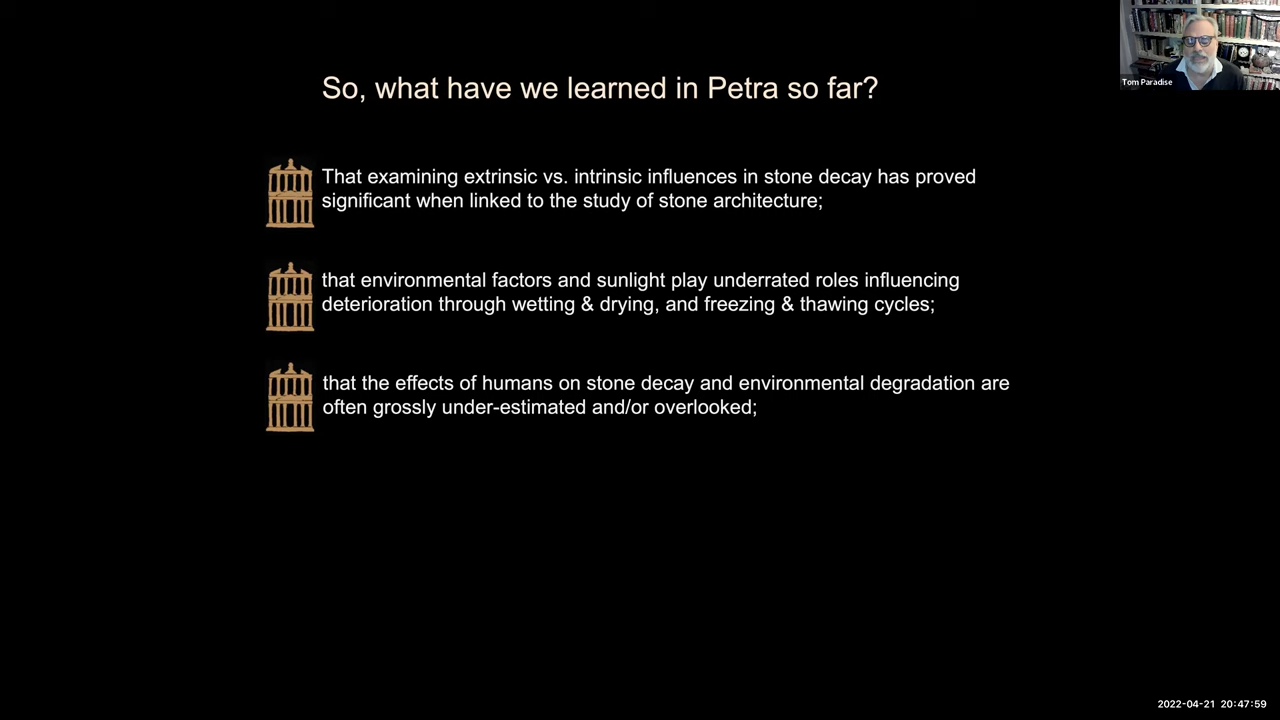 So, what have we learned in Petra so far?
That examining extrinsic vs. intrinsic influences in stone decay has proved
significant when linked to the study of stone architecture;
that environmental factors and sunlight play underrated roles influencing
deterioration through wetting & drying, and freezing & thawing cycles;
that the effects of humans on stone decay and environmental degradation are
often grossly under-estimated and/or overlooked;
Tom Paradise
2022-04-21 20:47:59